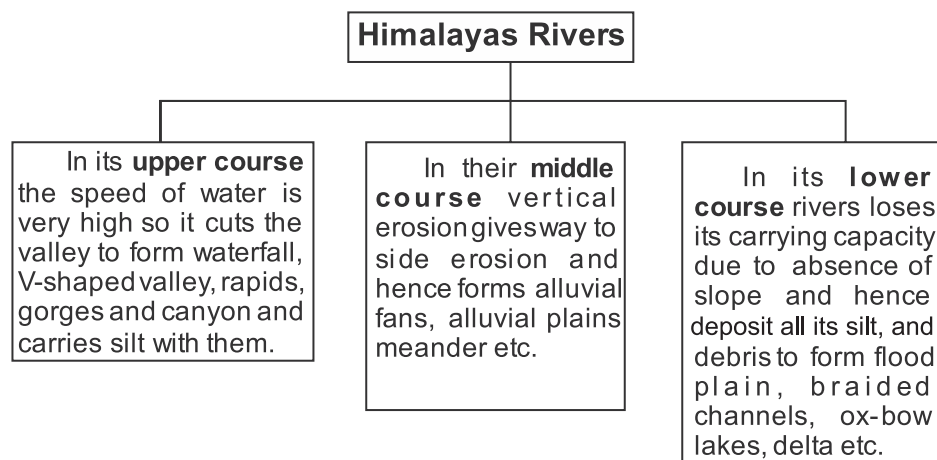 Himalayas Rivers
In its upper course
the speed of water is
very high so it cuts the
valley to form waterfall,
V-shaped valley, rapids,
gorges and canyon and
carries silt with them.
In their middle
course vertical
erosion gives way to
side erosion and
hence forms alluvial
fans, alluvial plains
meander etc.
In its lower
course rivers loses
its carrying capacity
due to absence of
slope and hence
deposit all its silt, and
debris to form flood
plain, braided
channels, ox-bow
lakes, delta etc.